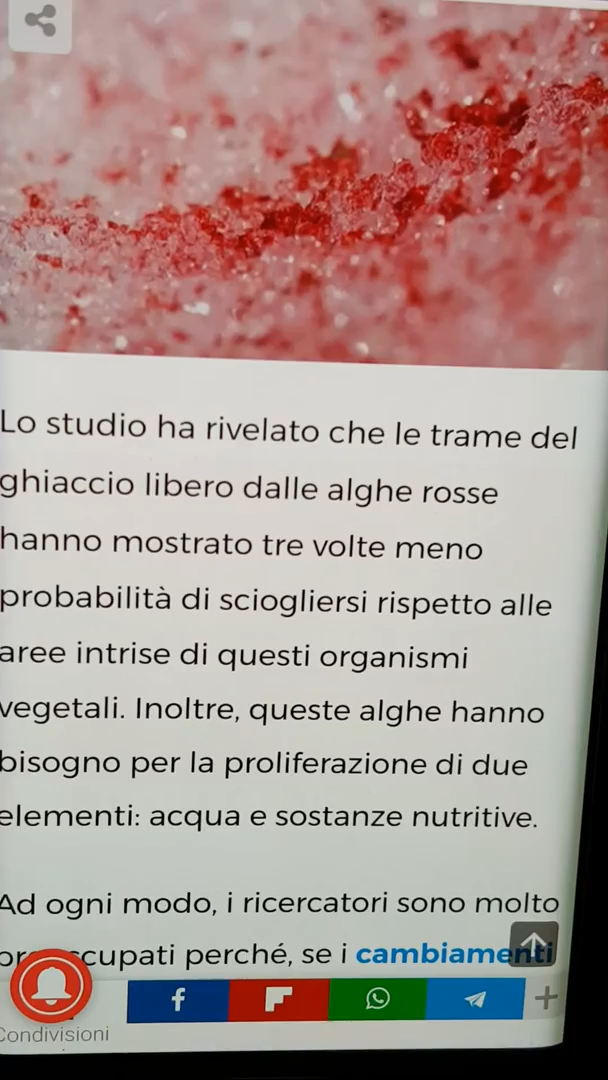 Lo studio ha rivelato che le trame del
ghiaccio libero dalle alghe rosse
hanno mostrato tre volte meno
probabilità di sciogliersi rispetto alle
aree intrise di questi organismi
vegetali. Inoltre, queste alghe hanno
bisogno per la proliferazione di due
elementi: acqua e sostanze nutritive.
Ad ogni modo, i ricercatori sono molto
perché, se i cambiamenti
Condivisioni